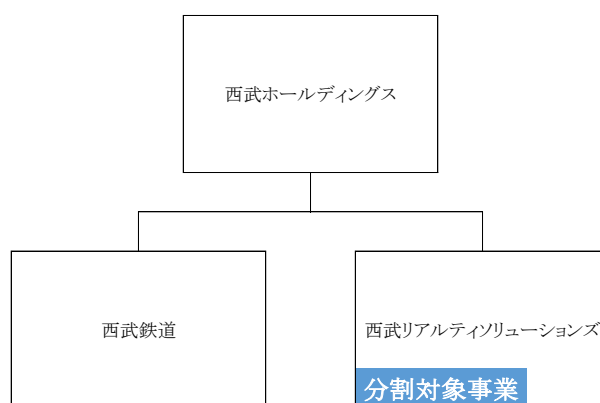 西武ホールディングス
西武鉄道
西武リアルティソリューションズ
分割対象事業